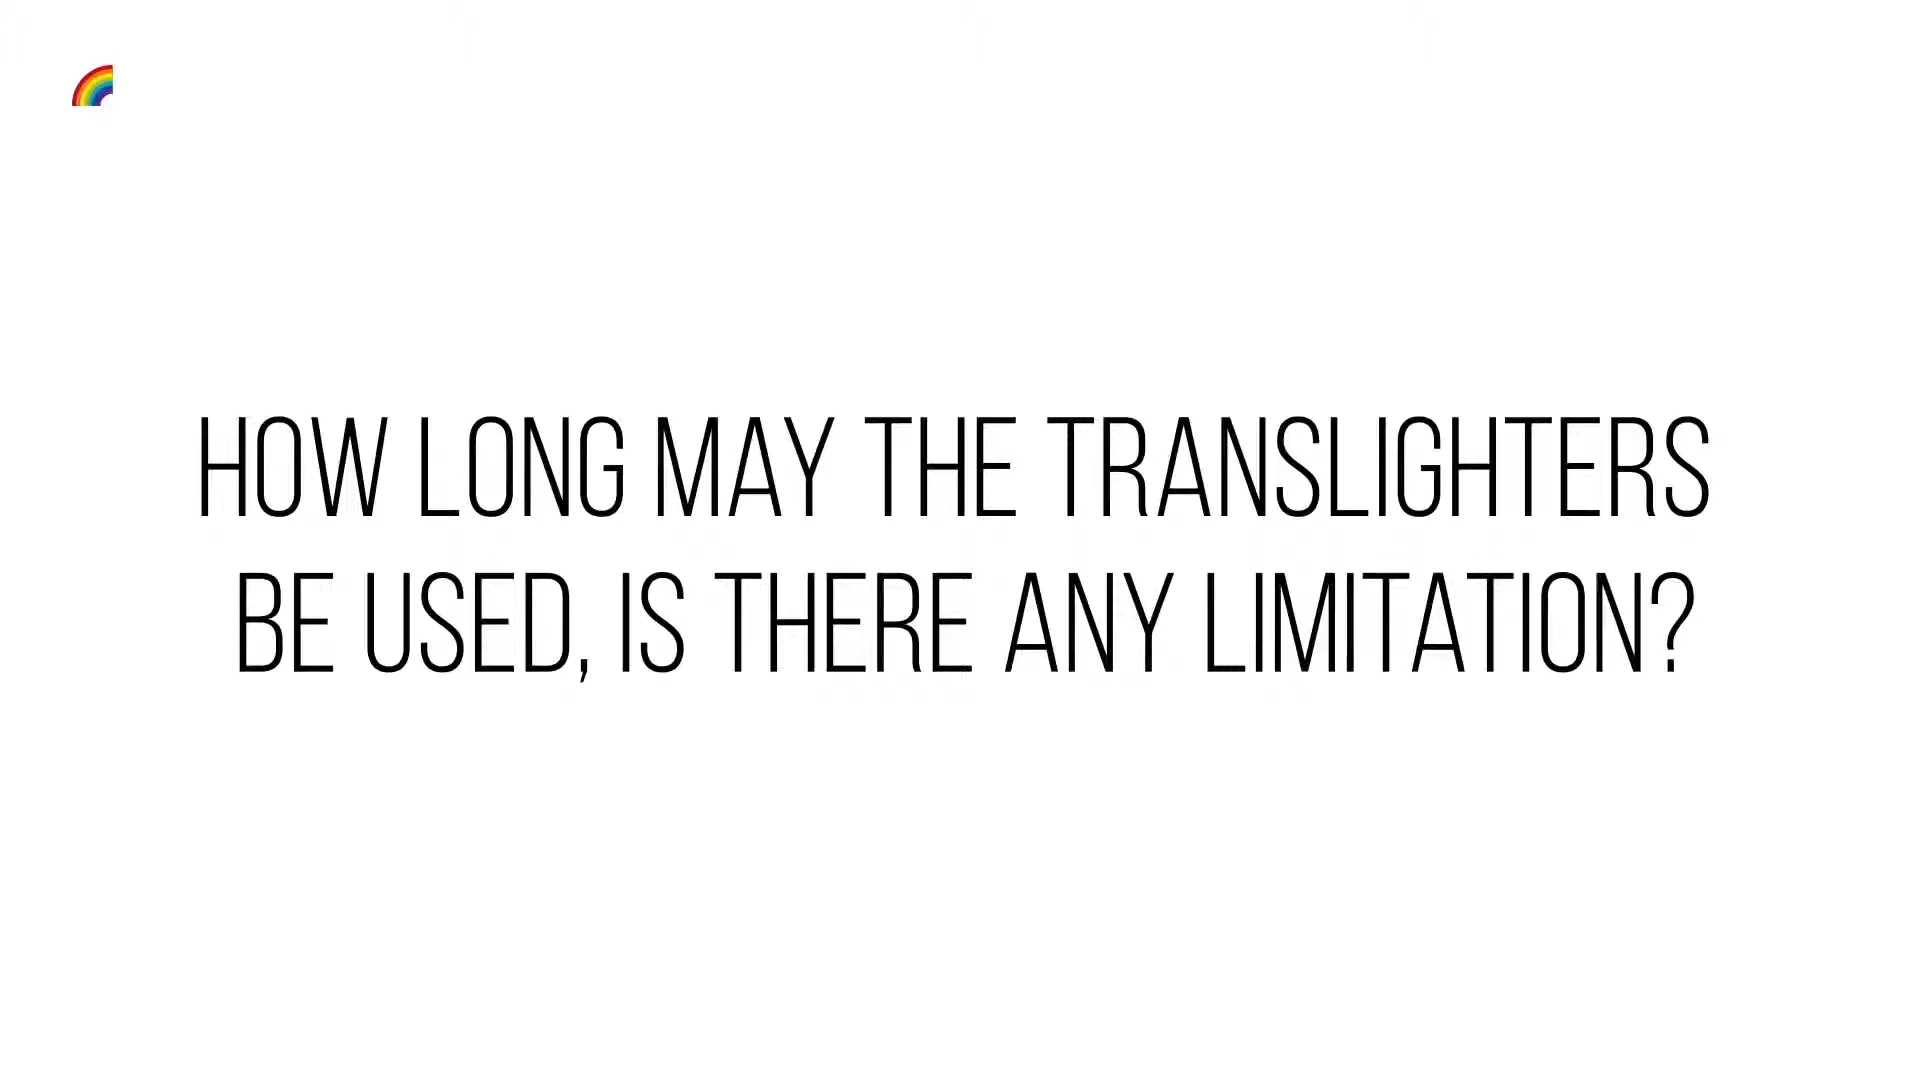 HOW LONG MAY THE TRANSLIGHTERS
BE USED, IS THERE ANY LIMITATION?